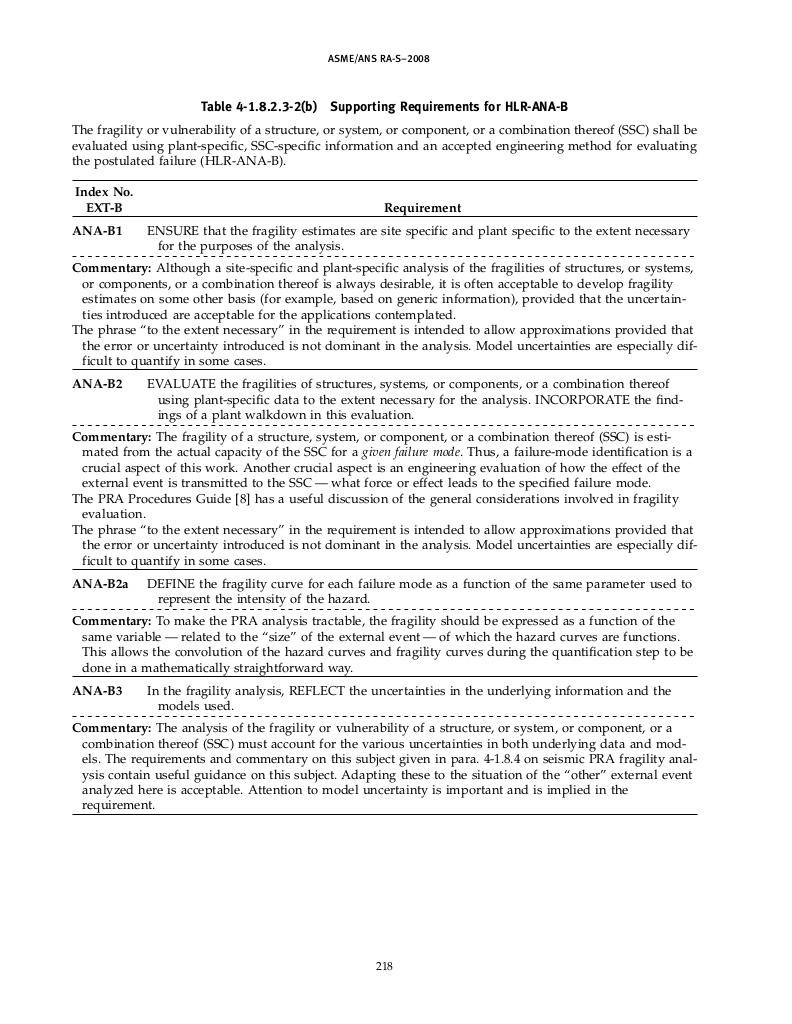 ASME/ANS RA-S–2008
Table 4-1.8.2.3-2(b) Supporting Requirements for HLR-ANA-B
The fragility or vulnerability of a structure, or system, or component, or a combination thereof (SSC) shall be
evaluated using plant-specific, SSC-specific information and an accepted engineering method for evaluating
the postulated failure (HLR-ANA-B).
Index No.
EXT-B Requirement
ANA-B1 ENSURE that the fragility estimates are site specific and plant specific to the extent necessary
for the purposes of the analysis.
Commentary: Although a site-specific and plant-specific analysis of the fragilities of structures, or systems,
or components, or a combination thereof is always desirable, it is often acceptable to develop fragility
estimates on some other basis (for example, based on generic information), provided that the uncertain-
ties introduced are acceptable for the applications contemplated.
The phrase “to the extent necessary” in the requirement is intended to allow approximations provided that
the error or uncertainty introduced is not dominant in the analysis. Model uncertainties are especially dif-
ficult to quantify in some cases.
ANA-B2 EVALUATE the fragilities of structures, systems, or components, or a combination thereof
using plant-specific data to the extent necessary for the analysis. INCORPORATE the find-
ings of a plant walkdown in this evaluation.
Commentary: The fragility of a structure, system, or component, or a combination thereof (SSC) is esti-
mated from the actual capacity of the SSC for a given failure mode. Thus, a failure-mode identification is a
crucial aspect of this work. Another crucial aspect is an engineering evaluation of how the effect of the
external event is transmitted to the SSC — what force or effect leads to the specified failure mode.
The PRA Procedures Guide [8] has a useful discussion of the general considerations involved in fragility
evaluation.
The phrase “to the extent necessary” in the requirement is intended to allow approximations provided that
the error or uncertainty introduced is not dominant in the analysis. Model uncertainties are especially dif-
ficult to quantify in some cases.
ANA-B2a DEFINE the fragility curve for each failure mode as a function of the same parameter used to
represent the intensity of the hazard.
Commentary: To make the PRA analysis tractable, the fragility should be expressed as a function of the
same variable — related to the “size” of the external event — of which the hazard curves are functions.
This allows the convolution of the hazard curves and fragility curves during the quantification step to be
done in a mathematically straightforward way.
ANA-B3 In the fragility analysis, REFLECT the uncertainties in the underlying information and the
models used.
Commentary: The analysis of the fragility or vulnerability of a structure, or system, or component, or a
combination thereof (SSC) must account for the various uncertainties in both underlying data and mod-
els. The requirements and commentary on this subject given in para. 4-1.8.4 on seismic PRA fragility anal-
ysis contain useful guidance on this subject. Adapting these to the situation of the “other” external event
analyzed here is acceptable. Attention to model uncertainty is important and is implied in the
requirement.
218